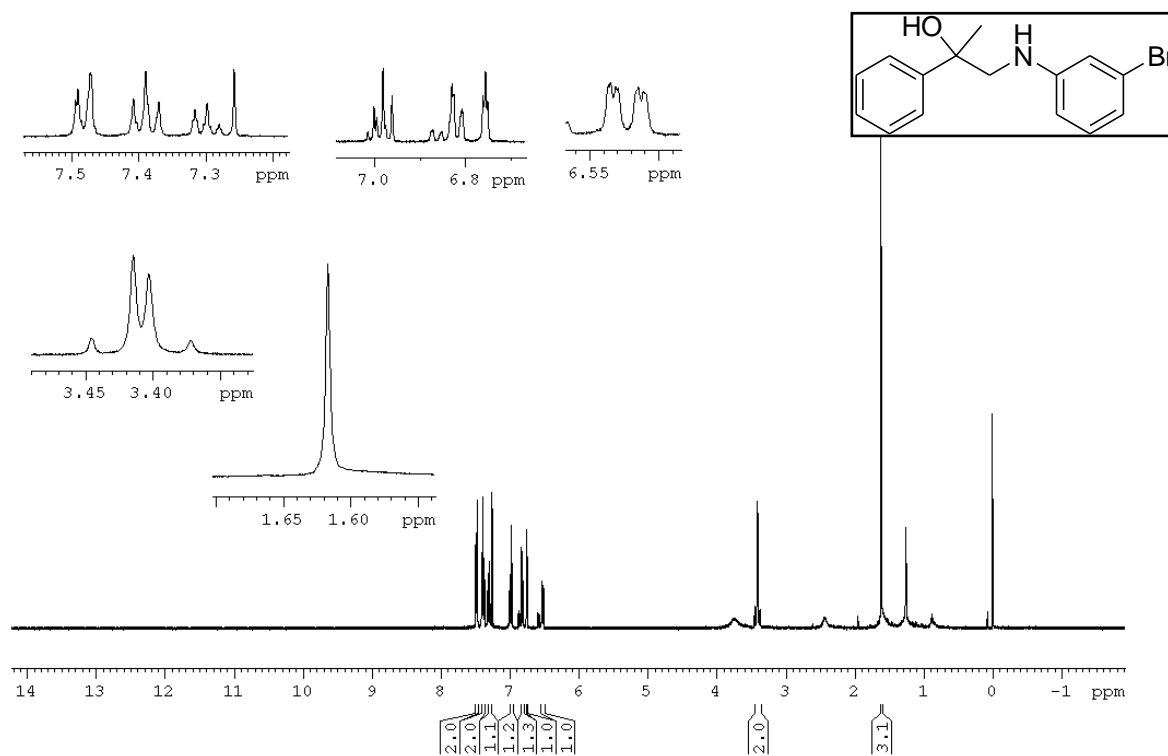 HO
H
N
Br
7.5 7.4 7.3 ppm
7.0 6.8 ppm
6.55 ppm
3.45 3.40 ppm
1.65 1.60 ppm
14 13 12 11 10 9 8 7 6 5 4 3 2 1 0 -1 ppm
2.0 2.0 1.1 1.2 1.3 1.0 1.0 2.0 3.1